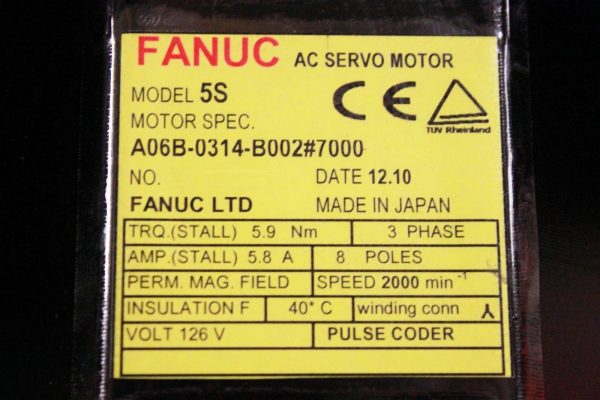 FANUC AC SERVO MOTOR
MODEL 5S
CE
MOTOR SPEC.
TUV Rheinland
A06B-0314-B002#7000
NO. DATE 12.10
FANUC LTD MADE IN JAPAN
TRQ.(STALL) 5.9 Nm 3 PHASE
AMP.(STALL) 5.8 A 8 POLES
PERM. MAG. FIELD SPEED 2000 min⁻¹
INSULATION F 40° C winding conn
VOLT 126 V PULSE CODER